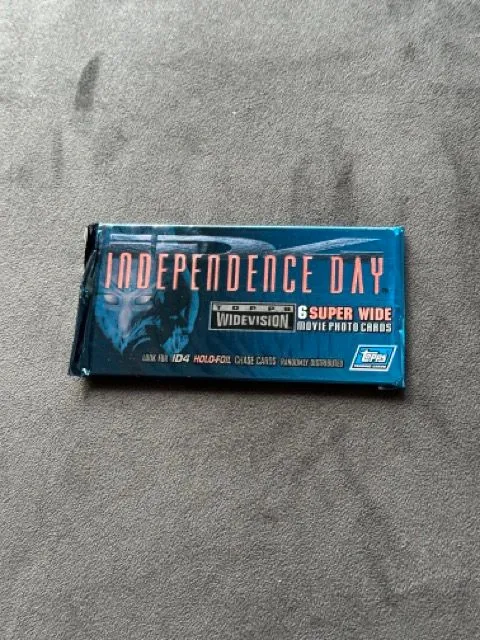 ID4
INDEPENDENCE DAY
TOPPS
WIDEVISION
6 SUPER WIDE
MOVIE PHOTO CARDS
LOOK FOR ID4 HOLO-FOIL CHASE CARDS RANDOMLY DISTRIBUTED
Topps